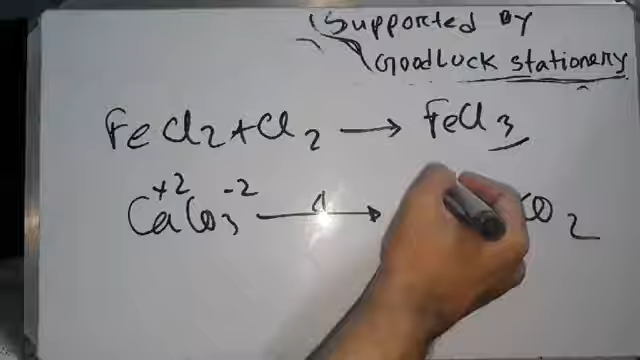 Supported by
Goodluck stationery
FeCl2 + Cl2 → FeCl3
CaCO3 +2 -2 Δ → CO2